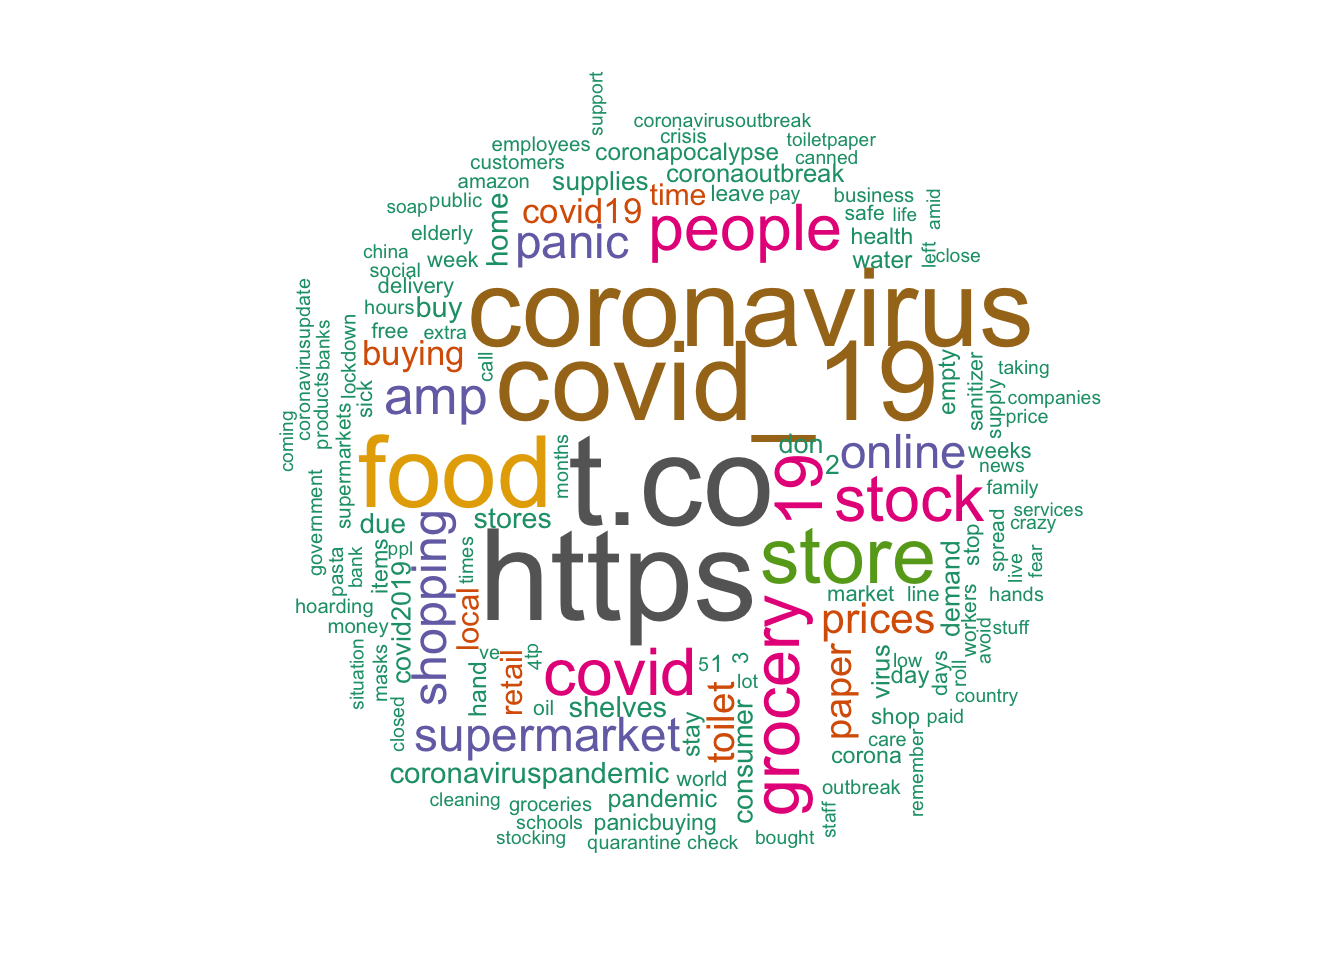 support
coronavirusoutbreak
crisis
toiletpaper
employees
coronapocalypse
canned
customers
coronaoutbreak
amazon
supplies
time
leave
pay
business
amid
soap
public
home
covid19
people
safe
life
elderly
panic
health
left
close
china
week
water
social
delivery
coronavirus
hours
buy
free
extra
coronavirusupdate
banks
lockdown
buying
call
covid_19
empty
sanitizer
taking
products
sick
amp
supply
companies
price
coming
supermarkets
food
months
t.co
don
2
19
online
weeks
news
stock
family
government
due
shopping
stores
services
crazy
pasta
bank
items
ppl
times
https
store
demand
stop
spread
live
fear
covid2019
market
line
hands
hoarding
money
local
grocery
prices
workers
avoid
stuff
situation
masks
ve
retail
4tp
covid
51
3
lot
paper
virus
low
day
days
roll
country
hand
oil
shelves
toilet
closed
supermarket
stay
consumer
shop
paid
care
corona
remember
coronaviruspandemic
world
outbreak
cleaning
groceries
pandemic
schools
panicbuying
staff
stocking
quarantine
check
bought